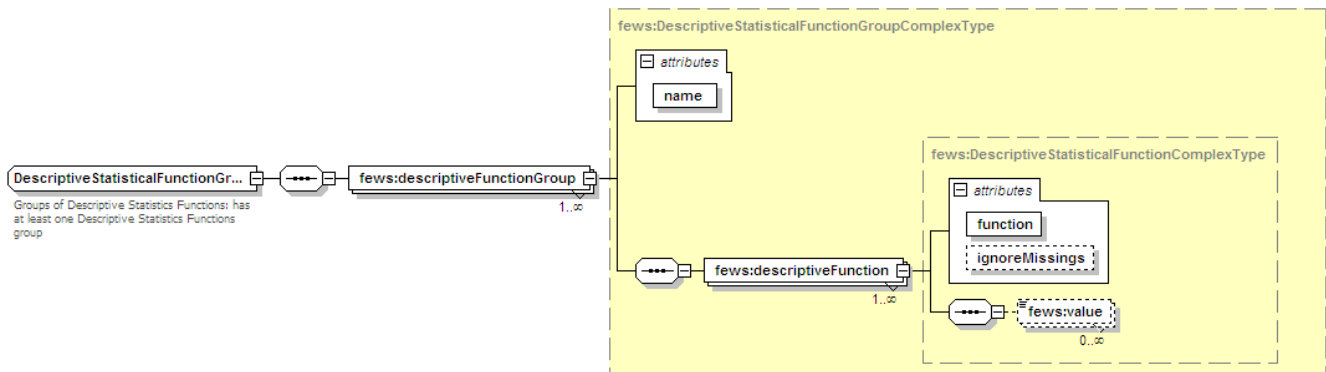 fews:DescriptiveStatisticalFunctionGroupComplexType
attributes
name
fews:DescriptiveStatisticalFunctionComplexType
DescriptiveStatisticalFunctionGr...
fews:descriptiveFunctionGroup
1..∞
Groups of Descriptive Statistics Functions: has
at least one Descriptive Statistics Functions
group
attributes
function
ignoreMissings
fews:descriptiveFunction
1..∞
fews:value
0..∞